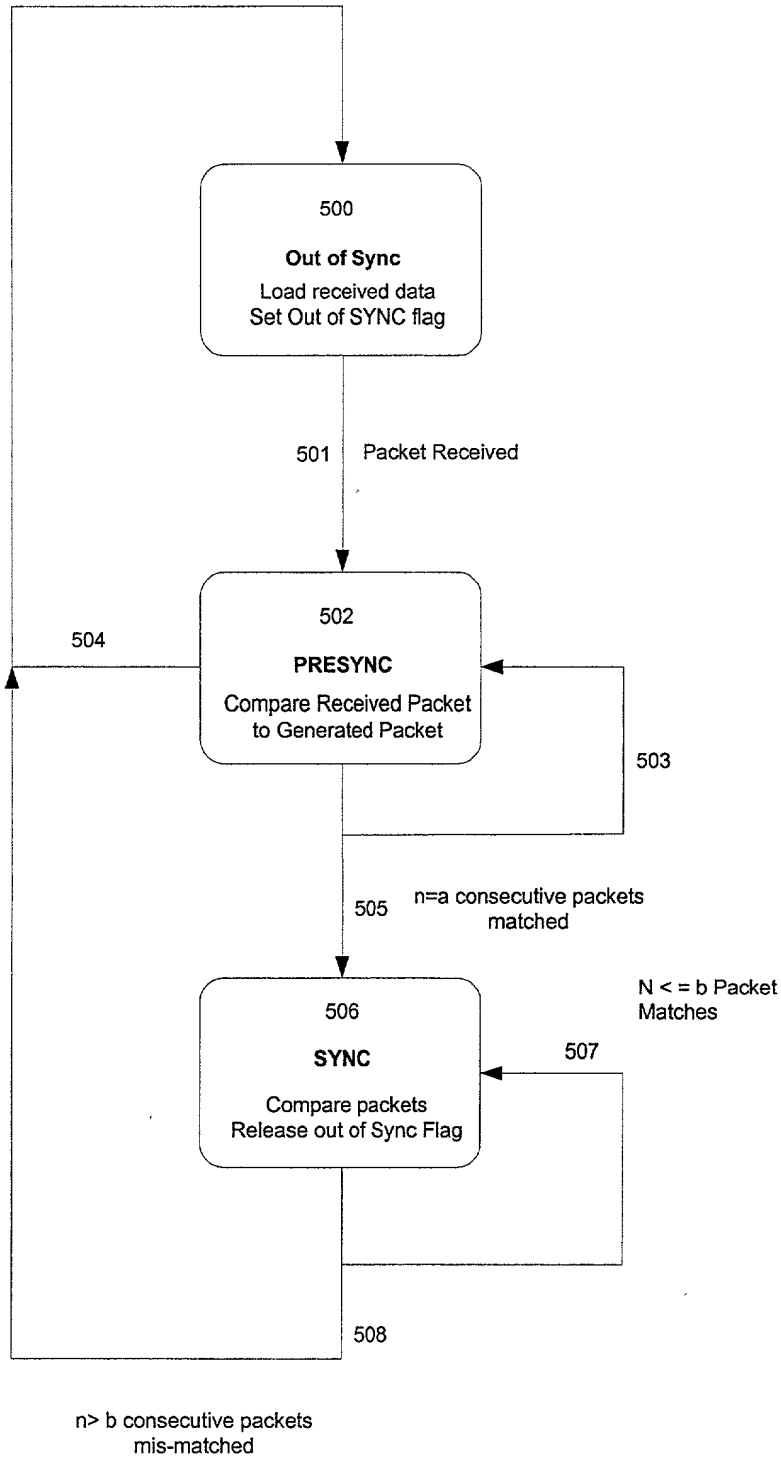 500
Out of Sync
Load received data
Set Out of SYNC flag
501 Packet Received
502
504
PRESYNC
Compare Received Packet
to Generated Packet
503
505 n=a consecutive packets
matched
506
N < = b Packet
Matches
507
SYNC
Compare packets
Release out of Sync Flag
508
n> b consecutive packets
mis-matched